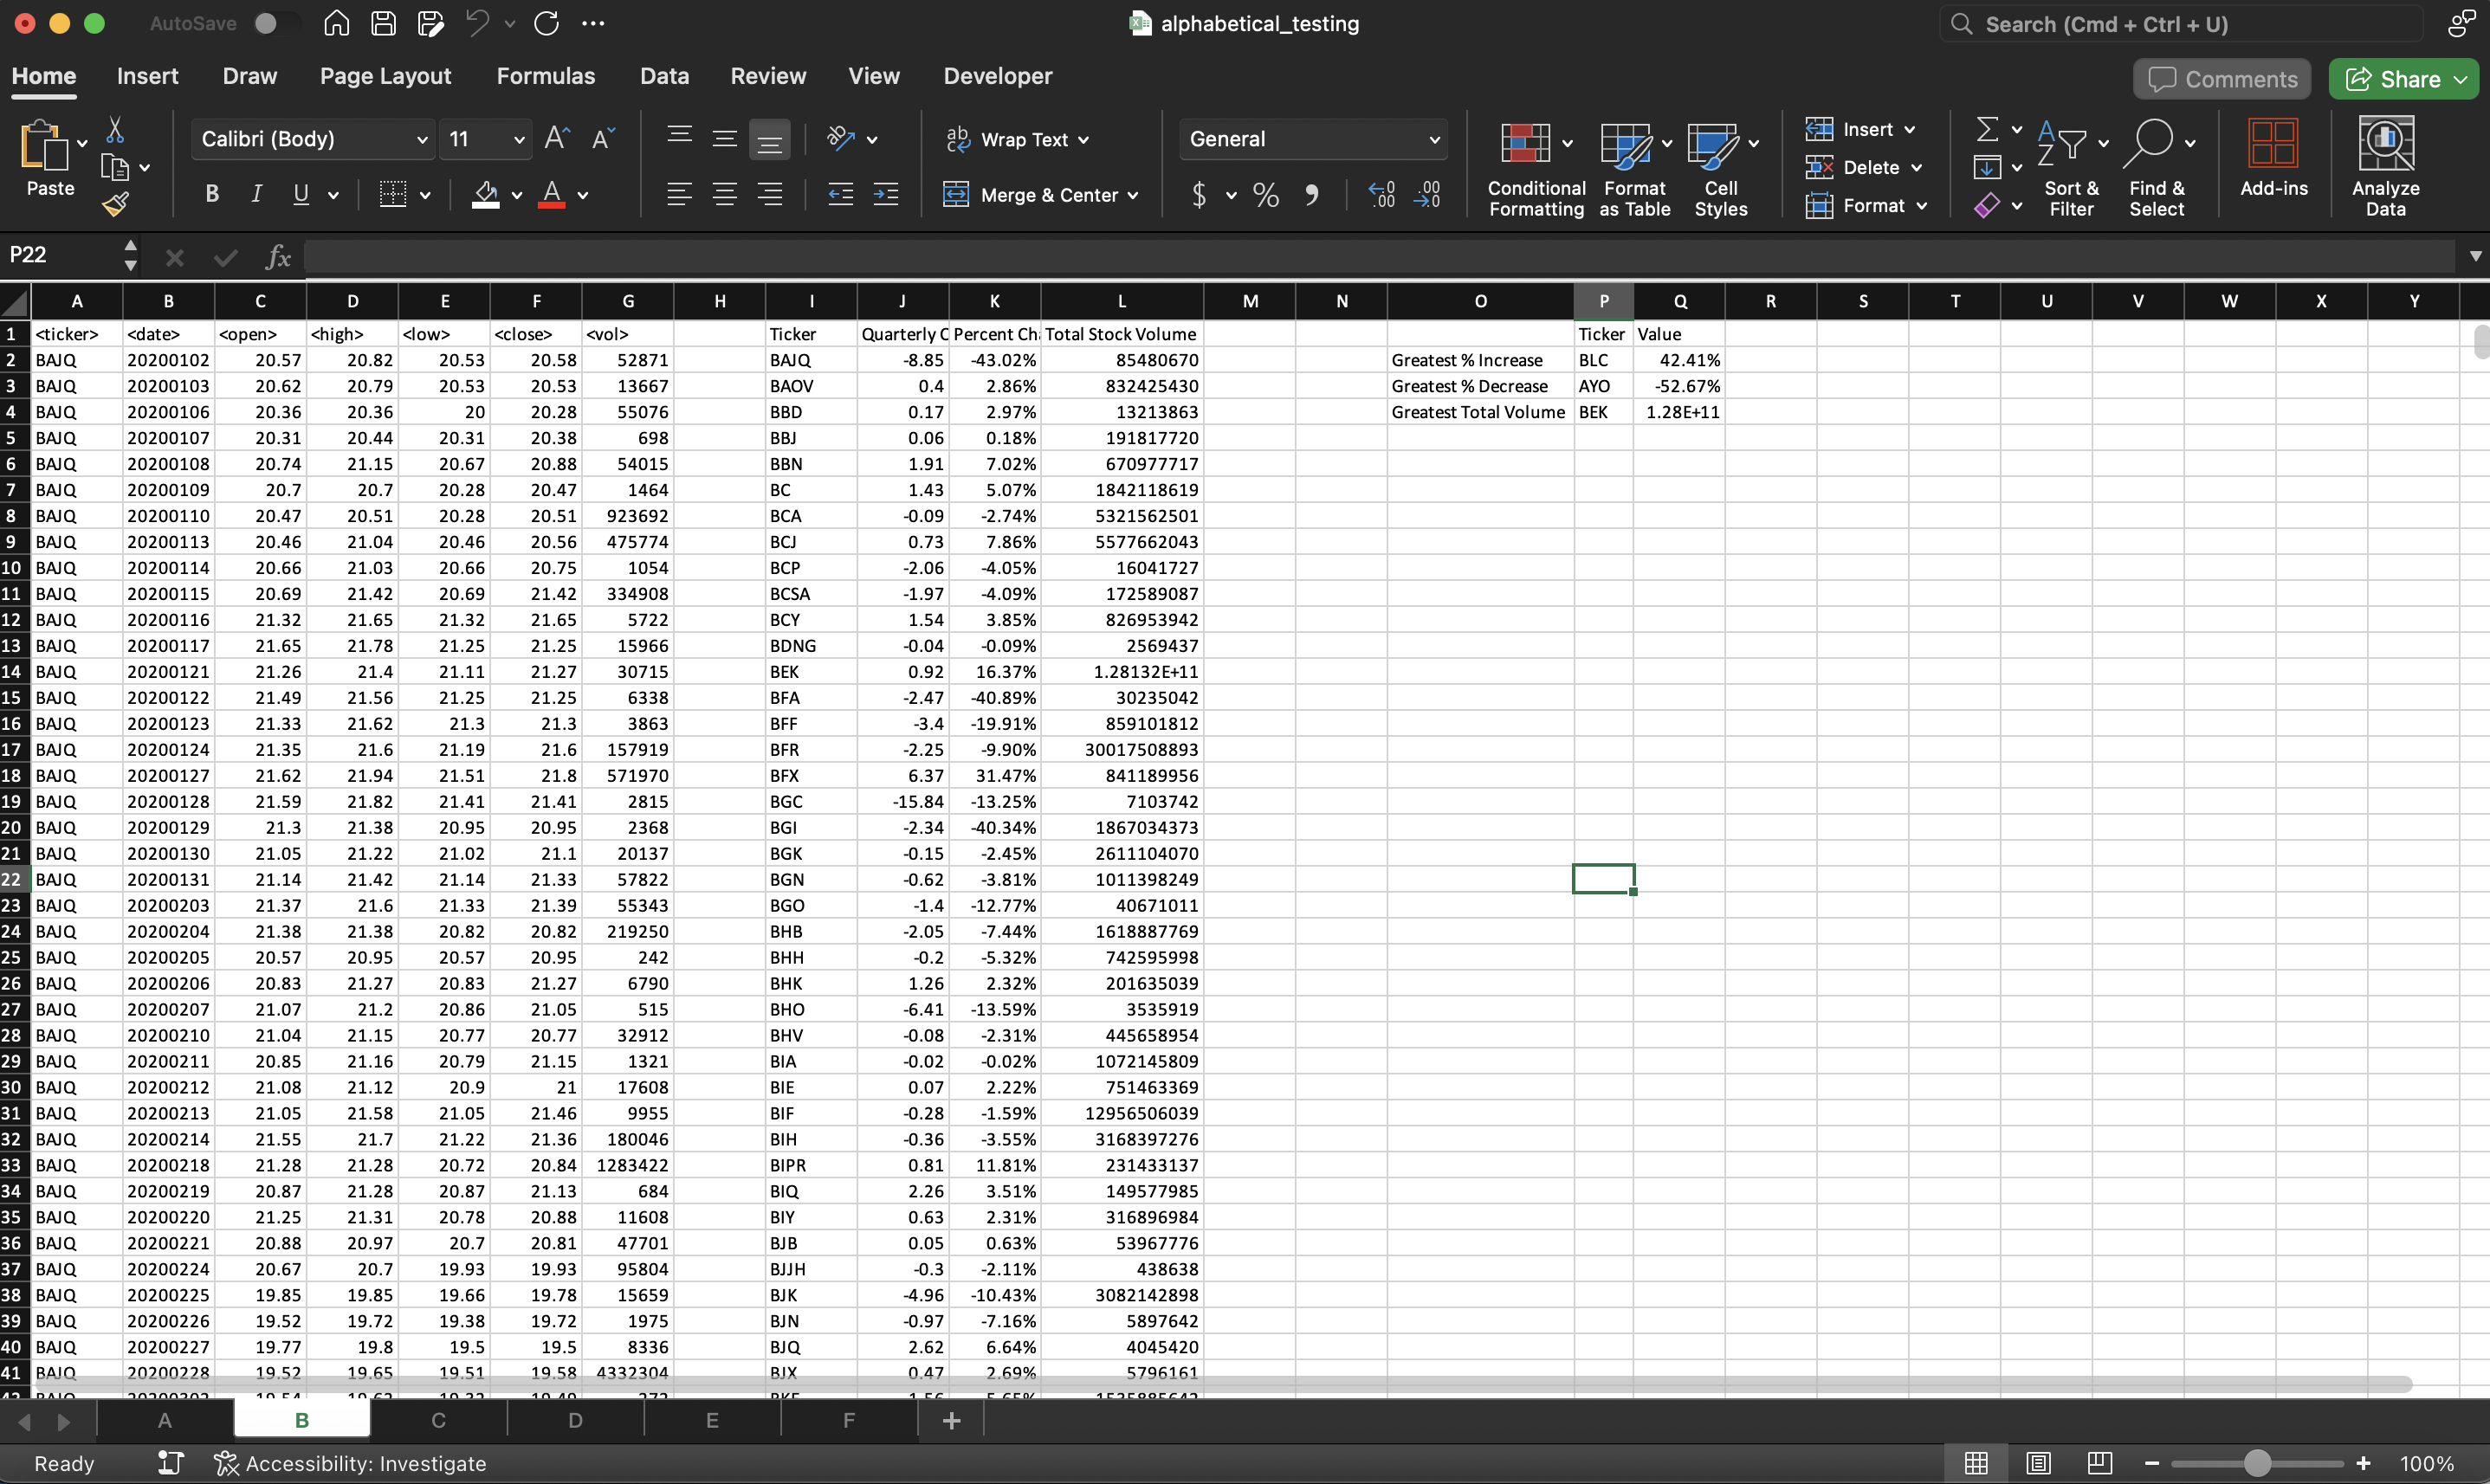 AutoSave
alphabetical_testing
Search (Cmd + Ctrl + U)
Home Insert Draw Page Layout Formulas Data Review View Developer
Comments Share
Paste
Calibri (Body) 11
Wrap Text
Merge & Center
General
Conditional Formatting
Format as Table
Cell Styles
Insert
Delete
Format
Sort & Filter
Find & Select
Add-ins
Analyze Data
P22 fx
A B C D E F G H I J K L M N O P Q R S T U V W X Y
1 <ticker> <date> <open> <high> <low> <close> <vol> Ticker Quarterly C Percent Ch Total Stock Volume Ticker Value
2 BAJQ 20200102 20.57 20.82 20.53 20.58 52871 BAJQ -8.85 -43.02% 85480670 Greatest % Increase BLC 42.41%
3 BAJQ 20200103 20.62 20.79 20.53 20.53 13667 BAOV 0.4 2.86% 832425430 Greatest % Decrease AYO -52.67%
4 BAJQ 20200106 20.36 20.36 20 20.28 55076 BBD 0.17 2.97% 13213863 Greatest Total Volume BEK 1.28E+11
5 BAJQ 20200107 20.31 20.44 20.31 20.38 698 BBJ 0.06 0.18% 191817720
6 BAJQ 20200108 20.74 21.15 20.67 20.88 54015 BBN 1.91 7.02% 670977717
7 BAJQ 20200109 20.7 20.7 20.28 20.47 1464 BC 1.43 5.07% 1842118619
8 BAJQ 20200110 20.47 20.51 20.28 20.51 923692 BCA -0.09 -2.74% 5321562501
9 BAJQ 20200113 20.46 21.04 20.46 20.56 475774 BCJ 0.73 7.86% 5577662043
10 BAJQ 20200114 20.66 21.03 20.66 20.75 1054 BCP -2.06 -4.05% 16041727
11 BAJQ 20200115 20.69 21.42 20.69 21.42 334908 BCSA -1.97 -4.09% 172589087
12 BAJQ 20200116 21.32 21.65 21.32 21.65 5722 BCY 1.54 3.85% 826953942
13 BAJQ 20200117 21.65 21.78 21.25 21.25 15966 BDNG -0.04 -0.09% 2569437
14 BAJQ 20200121 21.26 21.4 21.11 21.27 30715 BEK 0.92 16.37% 1.28132E+11
15 BAJQ 20200122 21.49 21.56 21.25 21.25 6338 BFA -2.47 -40.89% 30235042
16 BAJQ 20200123 21.33 21.62 21.3 21.3 3863 BFF -3.4 -19.91% 859101812
17 BAJQ 20200124 21.35 21.6 21.19 21.6 157919 BFR -2.25 -9.90% 30017508893
18 BAJQ 20200127 21.62 21.94 21.51 21.8 571970 BFX 6.37 31.47% 841189956
19 BAJQ 20200128 21.59 21.82 21.41 21.41 2815 BGC -15.84 -13.25% 7103742
20 BAJQ 20200129 21.3 21.38 20.95 20.95 2368 BGI -2.34 -40.34% 1867034373
21 BAJQ 20200130 21.05 21.22 21.02 21.1 20137 BGK -0.15 -2.45% 2611104070
22 BAJQ 20200131 21.14 21.42 21.14 21.33 57822 BGN -0.62 -3.81% 1011398249
23 BAJQ 20200203 21.37 21.6 21.33 21.39 55343 BGO -1.4 -12.77% 40671011
24 BAJQ 20200204 21.38 21.38 20.82 20.82 219250 BHB -2.05 -7.44% 1618887769
25 BAJQ 20200205 20.57 20.95 20.57 20.95 242 BHH -0.2 -5.32% 742595998
26 BAJQ 20200206 20.83 21.27 20.83 21.27 6790 BHK 1.26 2.32% 201635039
27 BAJQ 20200207 21.07 21.2 20.86 21.05 515 BHO -6.41 -13.59% 3535919
28 BAJQ 20200210 21.04 21.15 20.77 20.77 32912 BHV -0.08 -2.31% 445658954
29 BAJQ 20200211 20.85 21.16 20.79 21.15 1321 BIA -0.02 -0.02% 1072145809
30 BAJQ 20200212 21.08 21.12 20.9 21 17608 BIE 0.07 2.22% 751463369
31 BAJQ 20200213 21.05 21.58 21.05 21.46 9955 BIF -0.28 -1.59% 12956506039
32 BAJQ 20200214 21.55 21.7 21.22 21.36 180046 BIH -0.36 -3.55% 3168397276
33 BAJQ 20200218 21.28 21.28 20.72 20.84 1283422 BIPR 0.81 11.81% 231433137
34 BAJQ 20200219 20.87 21.28 20.87 21.13 684 BIQ 2.26 3.51% 149577985
35 BAJQ 20200220 21.25 21.31 20.78 20.88 11608 BIY 0.63 2.31% 316896984
36 BAJQ 20200221 20.88 20.97 20.7 20.81 47701 BJB 0.05 0.63% 53967776
37 BAJQ 20200224 20.67 20.7 19.93 19.93 95804 BJJH -0.3 -2.11% 438638
38 BAJQ 20200225 19.85 19.85 19.66 19.78 15659 BJK -4.96 -10.43% 3082142898
39 BAJQ 20200226 19.52 19.72 19.38 19.72 1975 BJN -0.97 -7.16% 5897642
40 BAJQ 20200227 19.77 19.8 19.5 19.5 8336 BJQ 2.62 6.64% 4045420
41 BAJQ 20200228 19.52 19.65 19.51 19.58 4332304 BJX 0.47 2.69% 5796161
A B C D E F +
Ready Accessibility: Investigate 100%